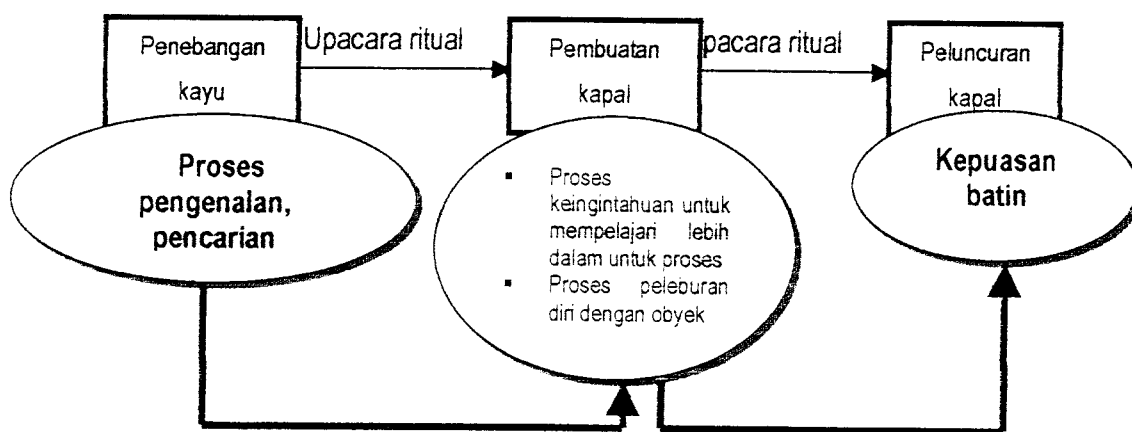 Penebangan
kayu
Upacara ritual
Pembuatan
kapal
pacara ritual
Peluncuran
kapal
Proses
pengenalan,
pencarian
▪ Proses
keingintahuan untuk
mempelajari lebih
dalam untuk proses
▪ Proses peleburan
diri dengan obyek
Kepuasan
batin